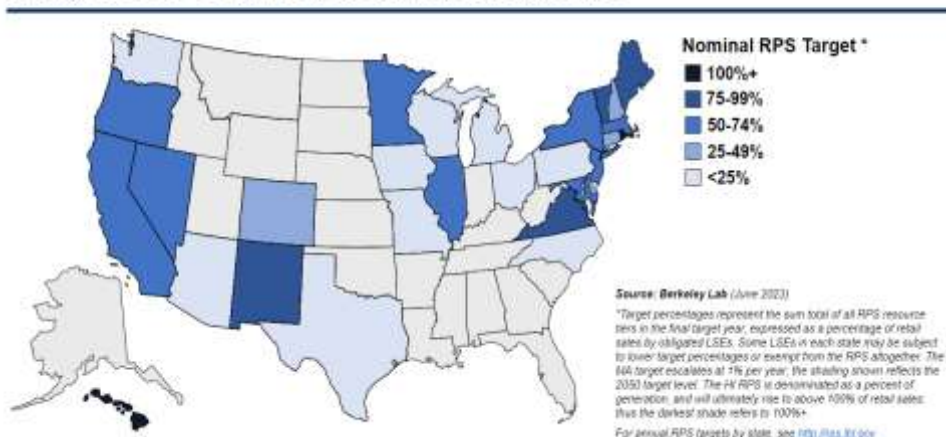 Nominal RPS Target *
100%+
75-99%
50-74%
25-49%
<25%
Source: Berkeley Lab (June 2023)
*Target percentages represent the sum total of all RPS resource
tiers in the final target year, expressed as a percentage of retail
sales by obligated LSEs. Some LSEs in each state may be subject
to lower target percentages or exempt from the RPS altogether. The
MA target escalates at 1% per year; the shading shown reflects the
2050 target level. The HI RPS is denominated as a percent of
generation, and will ultimately rise to above 100% of retail sales;
thus the darkest shade refers to 100%+
For annual RPS targets by state, see http://rps.lbl.gov